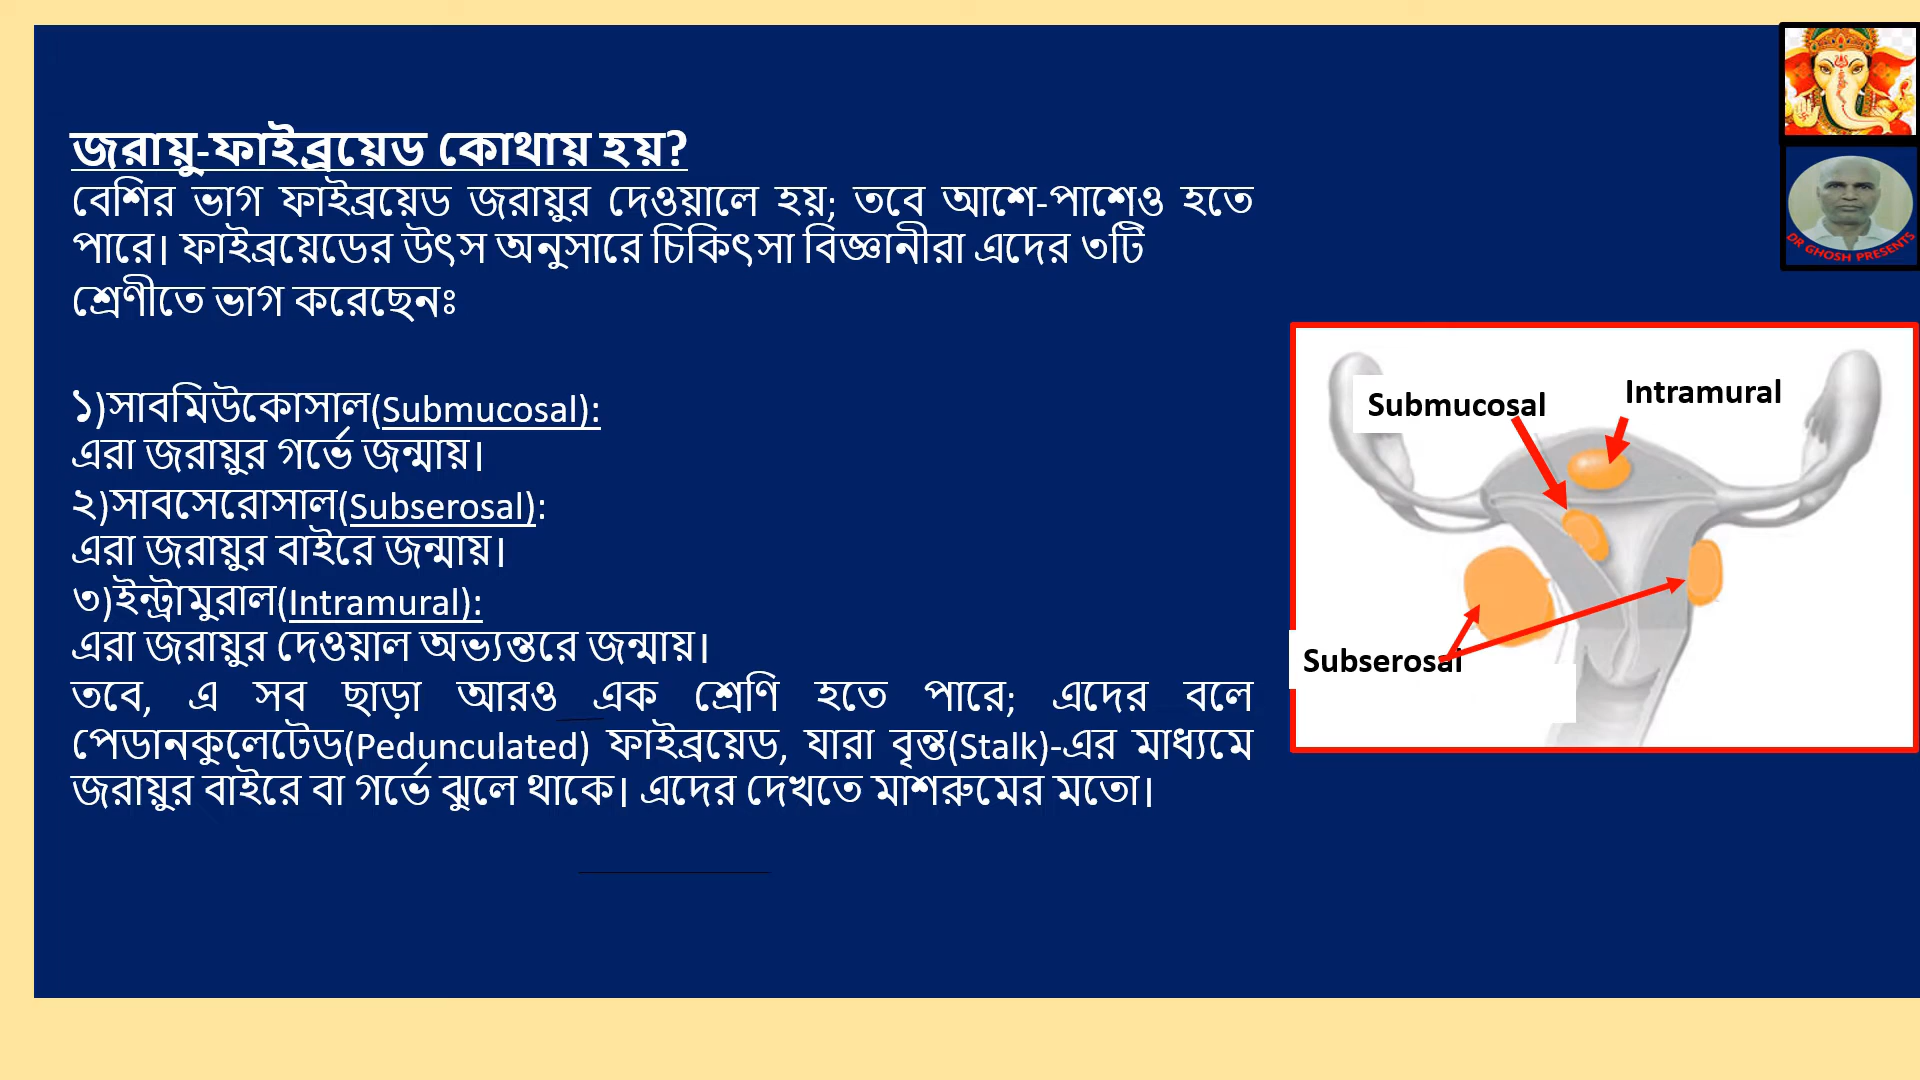 জরায়ু-ফাইব্রয়েড কোথায় হয়?
বেশির ভাগ ফাইব্রয়েড জরায়ুর দেওয়ালে হয়; তবে আশে-পাশেও হতে
পারে। ফাইব্রয়েডের উৎস অনুসারে চিকিৎসা বিজ্ঞানীরা এদের ৩টি
শ্রেণীতে ভাগ করেছেনঃ
১)সাবমিউকোসাল(Submucosal):
এরা জরায়ুর গর্ভে জন্মায়।
২)সাবসেরোসাল(Subserosal):
এরা জরায়ুর বাইরে জন্মায়।
৩)ইন্ট্রামুরাল(Intramural):
এরা জরায়ুর দেওয়াল অভ্যন্তরে জন্মায়।
তবে, এ সব ছাড়া আরও এক শ্রেণি হতে পারে; এদের বলে
পেডানকুলেটেড(Pedunculated) ফাইব্রয়েড, যারা বৃন্ত(Stalk)-এর মাধ্যমে
জরায়ুর বাইরে বা গর্ভে ঝুলে থাকে। এদের দেখতে মাশরুমের মতো।
DR GHOSH PRESENTS
Submucosal
Intramural
Subserosal